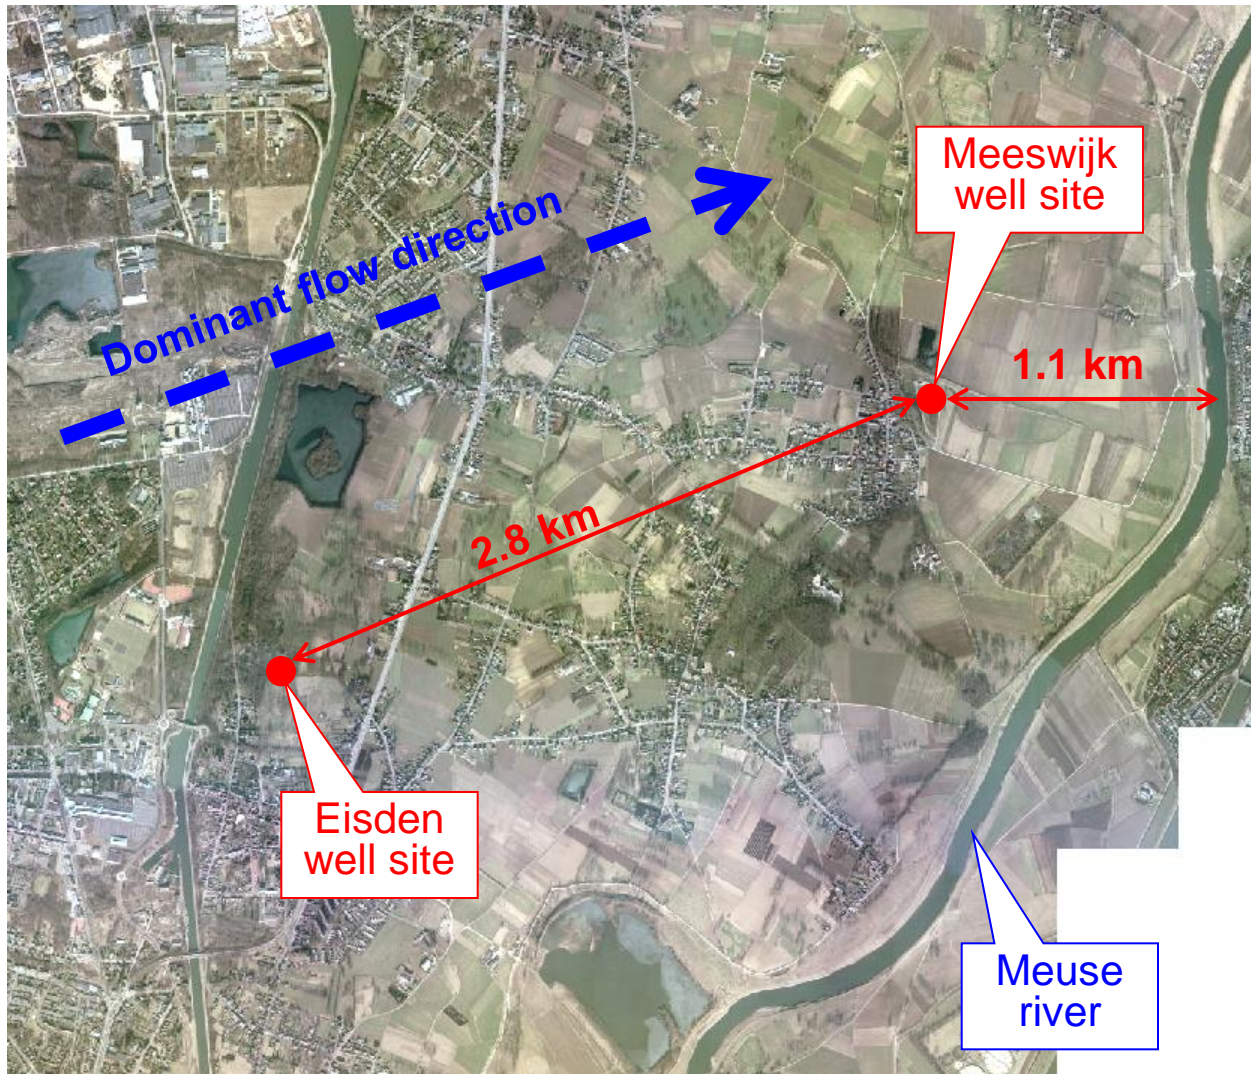 Meeswijk
well site
Dominant flow direction
1.1 km
2.8 km
Eisden
well site
Meuse
river